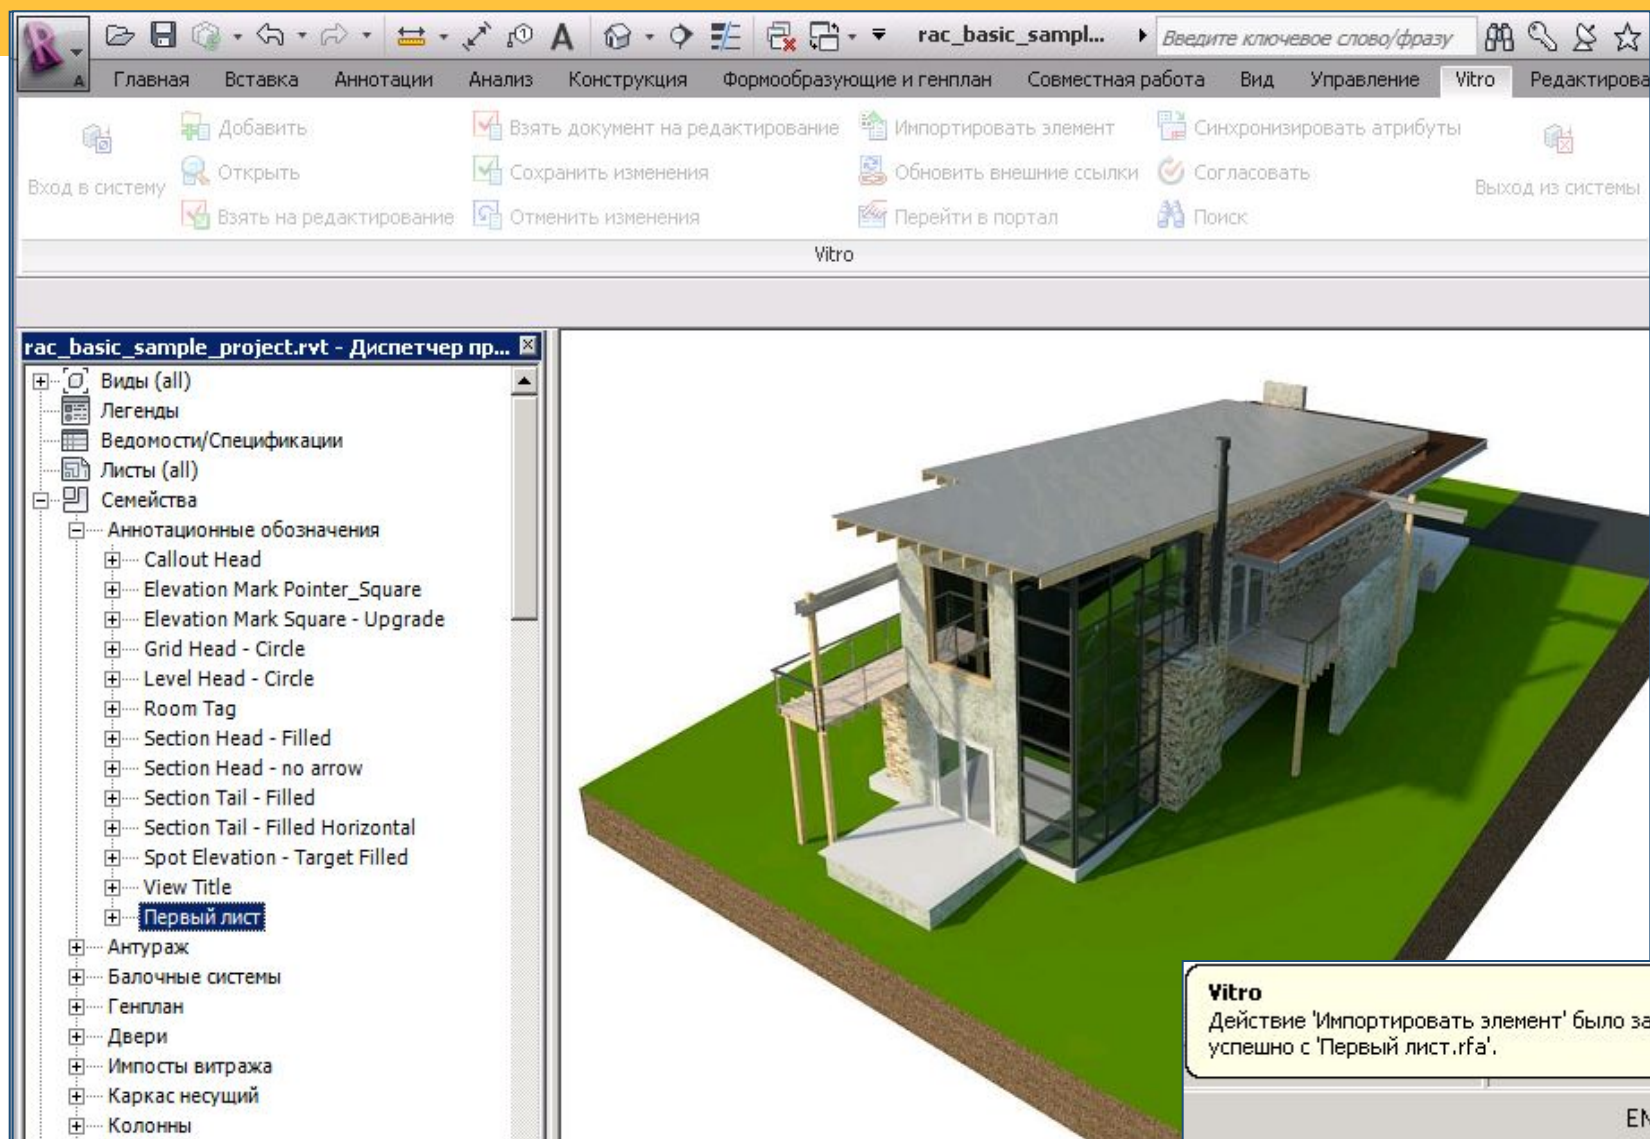 rac_basic_sampl...
Введите ключевое слово/фразу
Главная Вставка Аннотации Анализ Конструкция Формообразующие и генплан Совместная работа Вид Управление Vitro Редактирова
Вход в систему
Добавить
Открыть
Взять на редактирование
Взять документ на редактирование
Сохранить изменения
Отменить изменения
Импортировать элемент
Обновить внешние ссылки
Перейти в портал
Синхронизировать атрибуты
Согласовать
Поиск
Выход из системы
Vitro
rac_basic_sample_project.rvt - Диспетчер пр...
Виды (all)
Легенды
Ведомости/Спецификации
Листы (all)
Семейства
Аннотационные обозначения
Callout Head
Elevation Mark Pointer_Square
Elevation Mark Square - Upgrade
Grid Head - Circle
Level Head - Circle
Room Tag
Section Head - Filled
Section Head - no arrow
Section Tail - Filled
Section Tail - Filled Horizontal
Spot Elevation - Target Filled
View Title
Первый лист
Антураж
Балочные системы
Генплан
Двери
Импосты витража
Каркас несущий
Колонны
Vitro
Действие 'Импортировать элемент' было за
успешно с 'Первый лист.rfa'.
EN